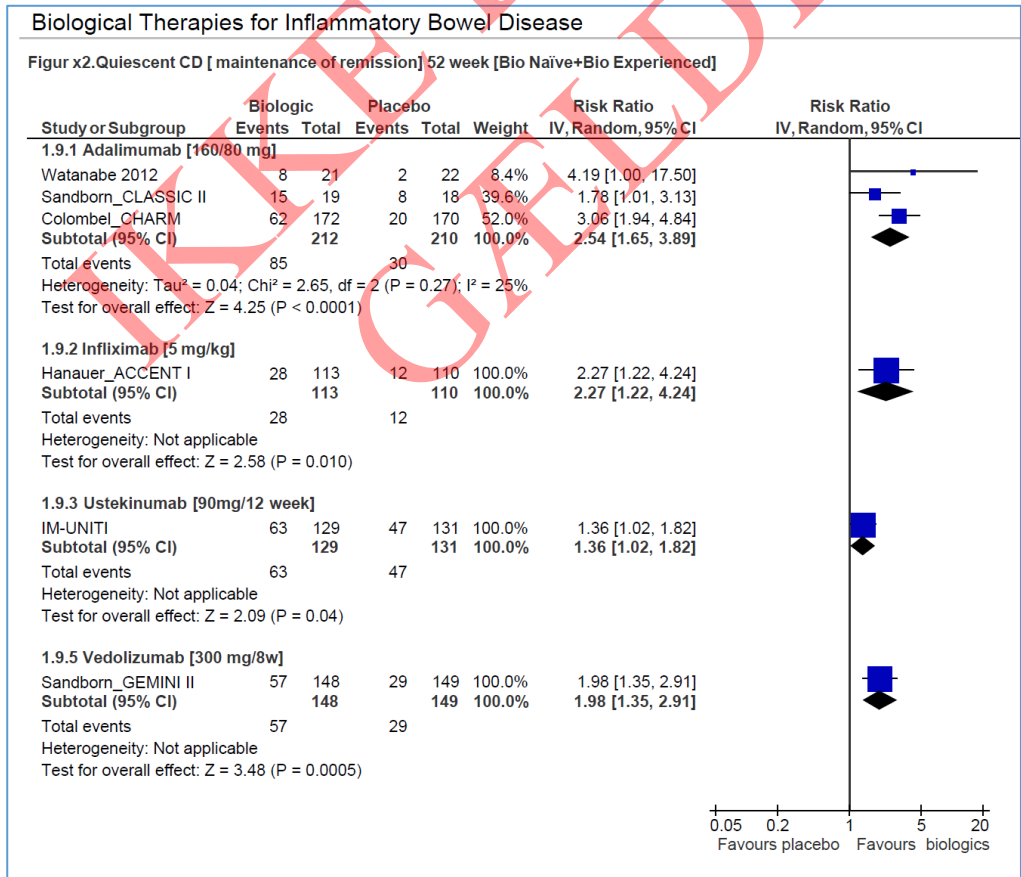 Biological Therapies for Inflammatory Bowel Disease
Figur x2.Quiescent CD [ maintenance of remission] 52 week [Bio Naïve+Bio Experienced]
Biologic Placebo Risk Ratio Risk Ratio
Study or Subgroup Events Total Events Total Weight IV, Random, 95% CI IV, Random, 95% CI
1.9.1 Adalimumab [160/80 mg]
Watanabe 2012 8 21 2 22 8.4% 4.19 [1.00, 17.50]
Sandborn_CLASSIC II 15 19 8 18 39.6% 1.78 [1.01, 3.13]
Colombel_CHARM 62 172 20 170 52.0% 3.06 [1.94, 4.84]
Subtotal (95% CI) 212 210 100.0% 2.54 [1.65, 3.89]
Total events 85 30
Heterogeneity: Tau² = 0.04; Chi² = 2.65, df = 2 (P = 0.27); I² = 25%
Test for overall effect: Z = 4.25 (P < 0.0001)
1.9.2 Infliximab [5 mg/kg]
Hanauer_ACCENT I 28 113 12 110 100.0% 2.27 [1.22, 4.24]
Subtotal (95% CI) 113 110 100.0% 2.27 [1.22, 4.24]
Total events 28 12
Heterogeneity: Not applicable
Test for overall effect: Z = 2.58 (P = 0.010)
1.9.3 Ustekinumab [90mg/12 week]
IM-UNITI 63 129 47 131 100.0% 1.36 [1.02, 1.82]
Subtotal (95% CI) 129 131 100.0% 1.36 [1.02, 1.82]
Total events 63 47
Heterogeneity: Not applicable
Test for overall effect: Z = 2.09 (P = 0.04)
1.9.5 Vedolizumab [300 mg/8w]
Sandborn_GEMINI II 57 148 29 149 100.0% 1.98 [1.35, 2.91]
Subtotal (95% CI) 148 149 100.0% 1.98 [1.35, 2.91]
Total events 57 29
Heterogeneity: Not applicable
Test for overall effect: Z = 3.48 (P = 0.0005)
0.05 0.2 1 5 20
Favours placebo Favours biologics
IKKE